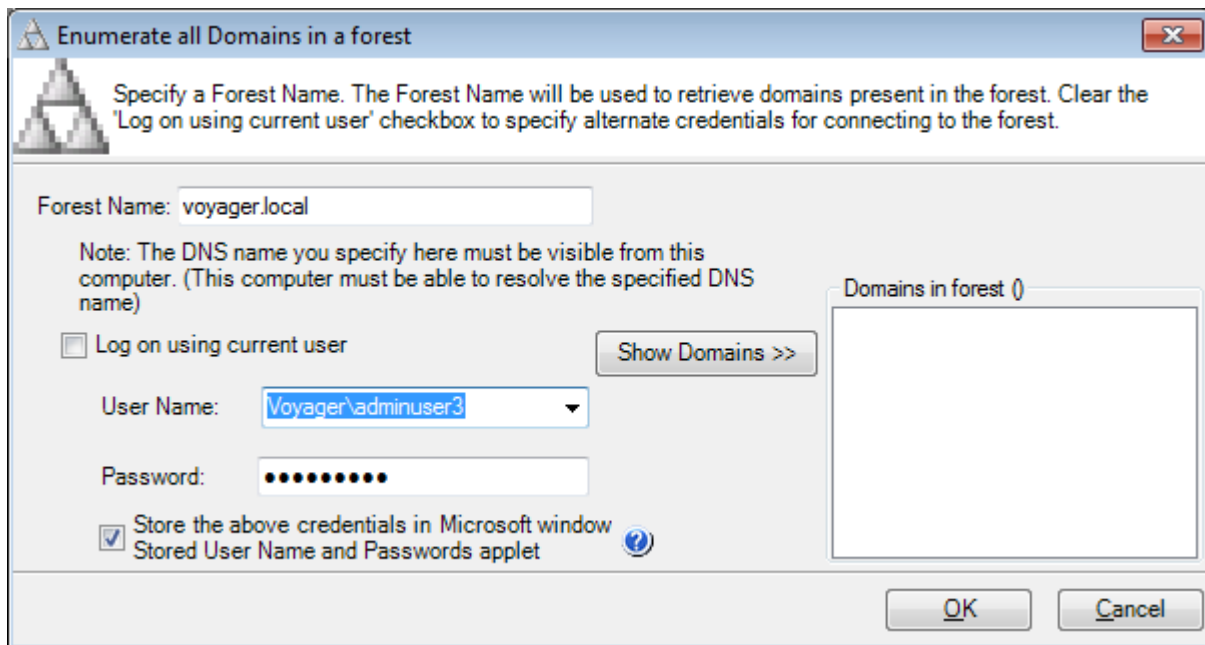 Enumerate all Domains in a forest
Specify a Forest Name. The Forest Name will be used to retrieve domains present in the forest. Clear the
'Log on using current user' checkbox to specify alternate credentials for connecting to the forest.
Forest Name: voyager.local
Note: The DNS name you specify here must be visible from this
computer. (This computer must be able to resolve the specified DNS
name)
Domains in forest ()
Log on using current user
Show Domains >>
User Name: Voyager\adminuser3
Password: •••••••••
Store the above credentials in Microsoft window
Stored User Name and Passwords applet
OK Cancel